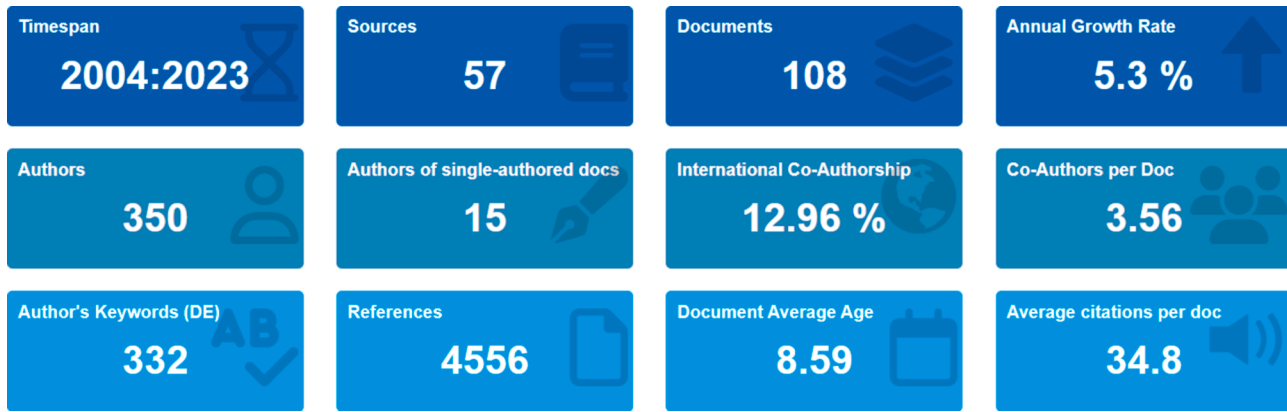 Timespan
2004:2023
Sources
57
Documents
108
Annual Growth Rate
5.3 %
Authors
350
Authors of single-authored docs
15
International Co-Authorship
12.96 %
Co-Authors per Doc
3.56
Author's Keywords (DE)
332
AB
References
4556
Document Average Age
8.59
Average citations per doc
34.8